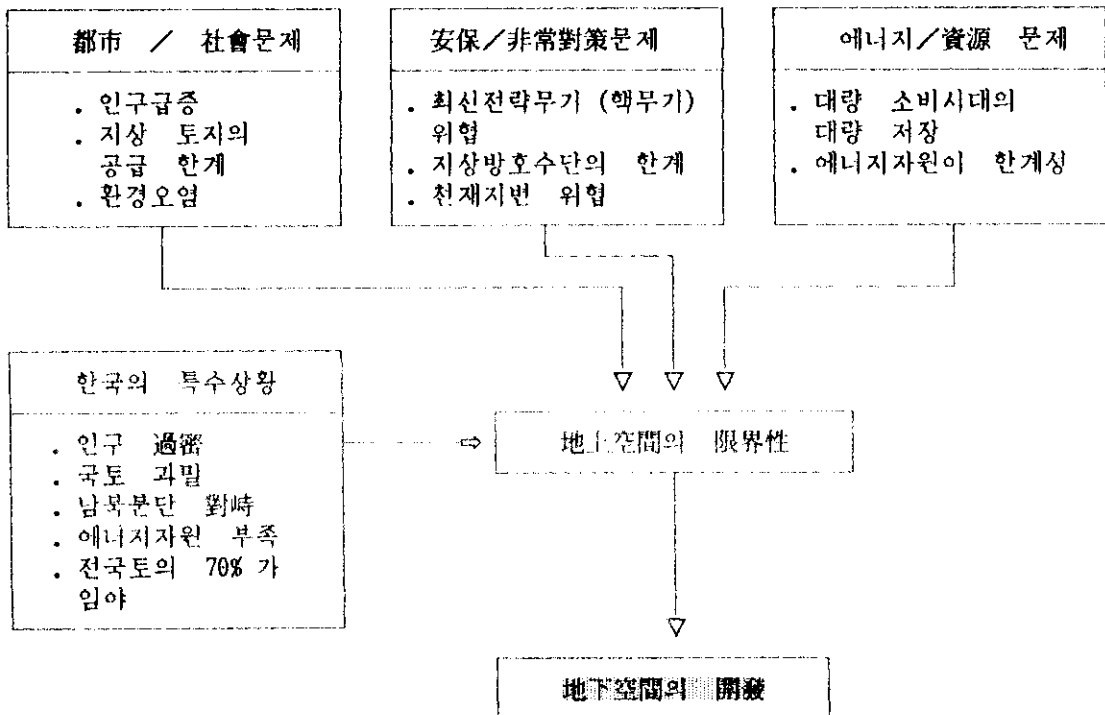 都市 / 社會문제
. 인구급증
. 지상 토지의
공급 한계
. 환경오염
安保/非常對策문제
. 최신전략무기 (핵무기)
위협
. 지상방호수단의 한계
. 천재지변 위협
에너지/資源 문제
. 대량 소비시대의
대량 저장
. 에너지자원이 한계성
한국의 특수상황
. 인구 過密
. 국토 과밀
. 남북분단 對峙
. 애너지자원 부족
. 전국토의 70% 가
임야
地上空間의 限界性
地下空間의 開發